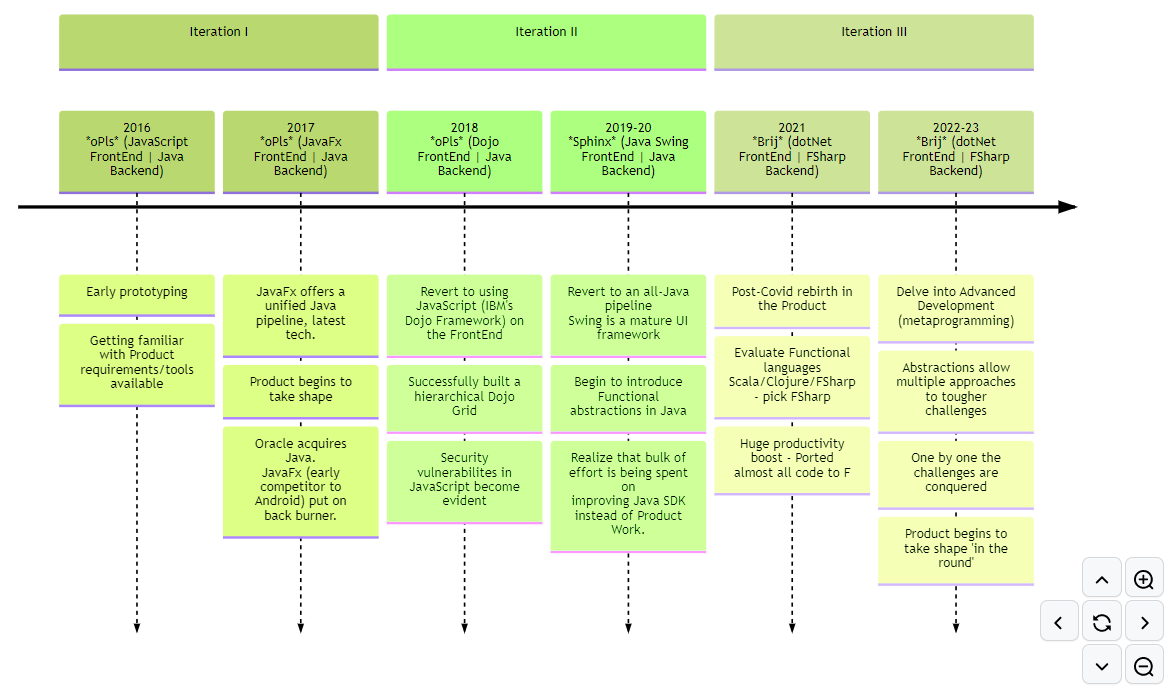 Iteration I
Iteration II
Iteration III
2016
*oPls* (JavaScript
FrontEnd | Java
Backend)
2017
*oPls* (JavaFx
FrontEnd | Java
Backend)
2018
*oPls* (Dojo
FrontEnd | Java
Backend)
2019-20
*Sphinx* (Java Swing
FrontEnd | Java
Backend)
2021
*Brij* (dotNet
FrontEnd | FSharp
Backend)
2022-23
*Brij* (dotNet
FrontEnd | FSharp
Backend)
Early prototyping
Getting familiar
with Product
requirements/tools
available
JavaFx offers a
unified Java
pipeline, latest
tech.
Product begins to
take shape
Oracle acquires
Java.
JavaFx (early
competitor to
Android) put on
back burner.
Revert to using
JavaScript (IBM's
Dojo Framework) on
the FrontEnd
Successfully built a
hierarchical Dojo
Grid
Security
vulnerabilites in
JavaScript become
evident
Revert to an all-Java
pipeline
Swing is a mature UI
framework
Begin to introduce
Functional
abstractions in Java
Realize that bulk of
effort is being spent
on
improving Java SDK
instead of Product
Work.
Post-Covid rebirth in
the Product
Evaluate Functional
languages
Scala/Clojure/FSharp
- pick FSharp
Huge productivity
boost - Ported
almost all code to F
Delve into Advanced
Development
(metaprogramming)
Abstractions allow
multiple approaches
to tougher
challenges
One by one the
challenges are
conquered
Product begins to
take shape 'in the
round'